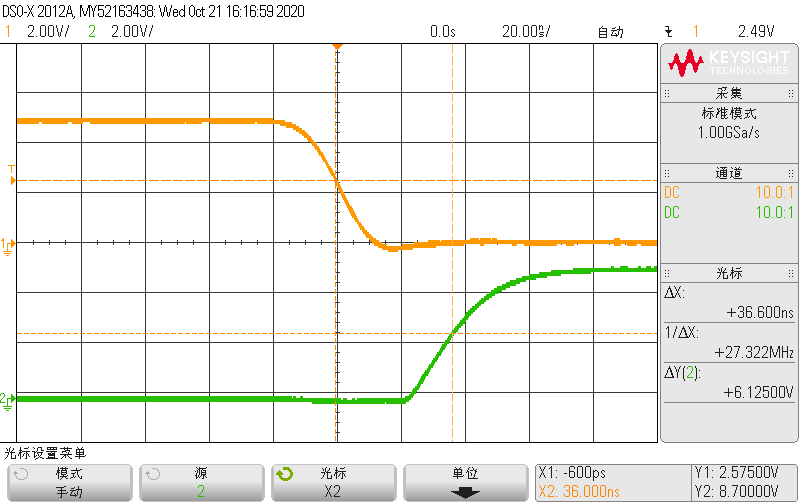 DSO-X 2012A, MY52163438: Wed Oct 21 16:16:59 2020
1 2.00V/ 2 2.00V/ 0.0s 20.00ns/ 自动 1 2.49V
KEYSIGHT
TECHNOLOGIES
采集
标准模式
1.00GSa/s
通道
DC 10.0:1
DC 10.0:1
光标
ΔX:
+36.600ns
1/ΔX:
+27.322MHz
ΔY(2):
+6.12500V
T
1
2
光标设置菜单
模式
手动
源
2
光标
X2
单位
X1: -600ps
X2: 36.000ns
Y1: 2.57500V
Y2: 8.70000V